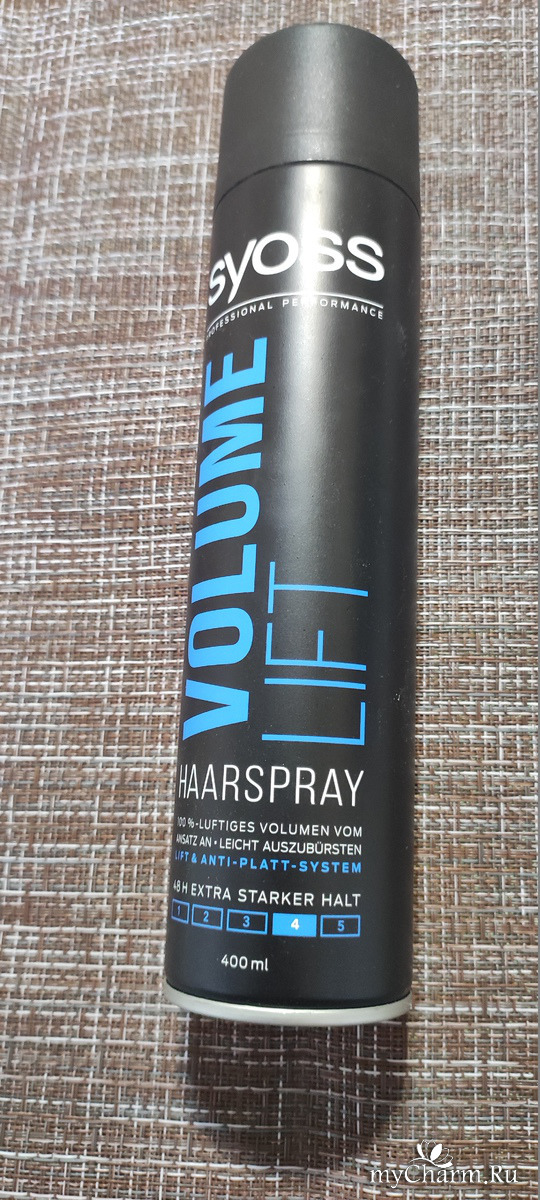 syoss
PROFESSIONAL PERFORMANCE
VOLUME
LIFT
HAARSPRAY
100 %-LUFTIGES VOLUMEN VOM
ANSATZ AN • LEICHT AUSZUBÜRSTEN
LIFT & ANTI-PLATT-SYSTEM
48H EXTRA STARKER HALT
1 2 3 4 5
400 ml
myCharm.Ru